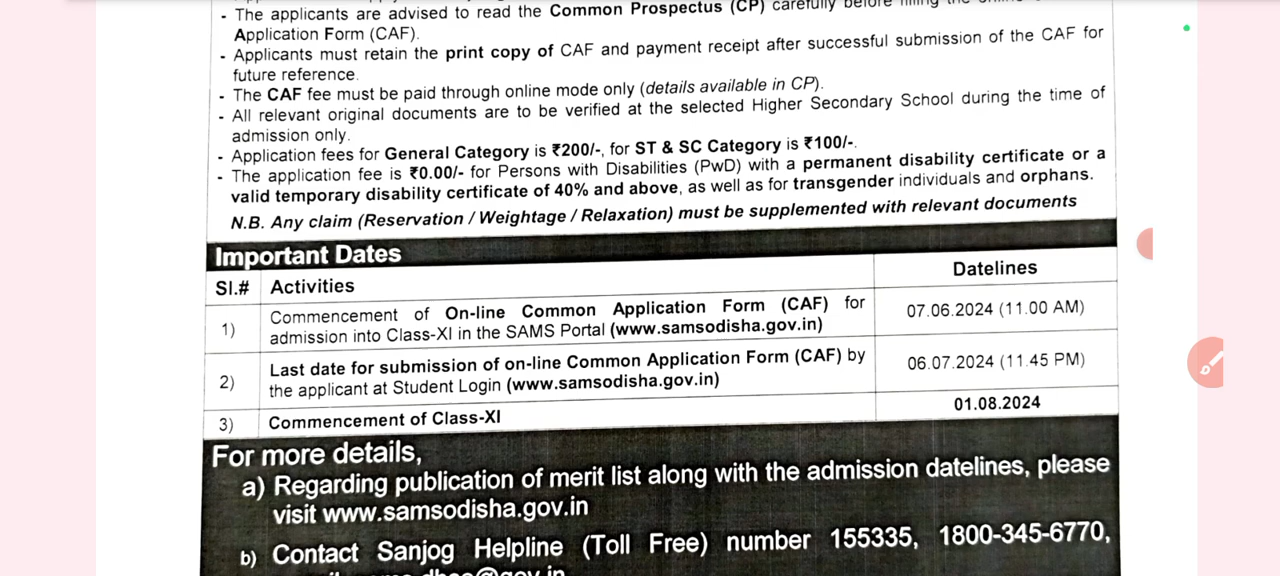 - The applicants are advised to read the Common Prospectus (CP) carefully before filling the
Application Form (CAF).
- Applicants must retain the print copy of CAF and payment receipt after successful submission of the CAF for
future reference.
- The CAF fee must be paid through online mode only (details available in CP).
- All relevant original documents are to be verified at the selected Higher Secondary School during the time of
admission only.
- Application fees for General Category is ₹200/-, for ST & SC Category is ₹100/-.
- The application fee is ₹0.00/- for Persons with Disabilities (PwD) with a permanent disability certificate or a
valid temporary disability certificate of 40% and above, as well as for transgender individuals and orphans.
N.B. Any claim (Reservation / Weightage / Relaxation) must be supplemented with relevant documents
Important Dates
Sl.# Activities Datelines
1) Commencement of On-line Common Application Form (CAF) for
admission into Class-XI in the SAMS Portal (www.samsodisha.gov.in) 07.06.2024 (11.00 AM)
2) Last date for submission of on-line Common Application Form (CAF) by
the applicant at Student Login (www.samsodisha.gov.in) 06.07.2024 (11.45 PM)
3) Commencement of Class-XI 01.08.2024
For more details,
a) Regarding publication of merit list along with the admission datelines, please
visit www.samsodisha.gov.in
b) Contact Sanjog Helpline (Toll Free) number 155335, 1800-345-6770,